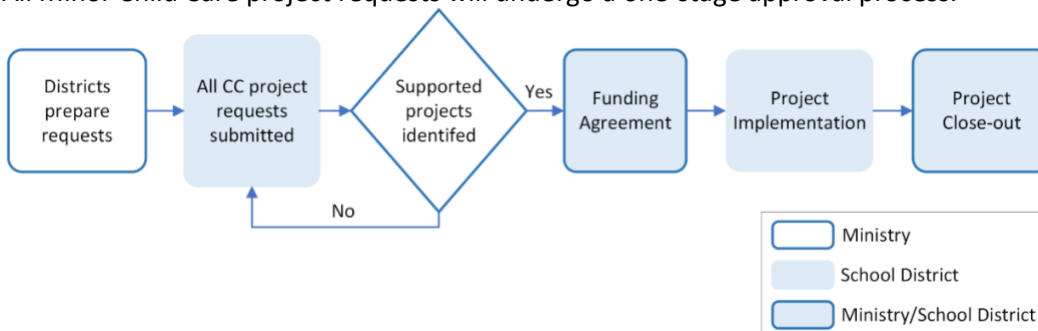 All Minor Child Care project requests will undergo a one-stage approval process.
Districts
prepare
requests
All CC project
requests
submitted
Supported
projects
identifed
Yes
Funding
Agreement
Project
Implementation
Project
Close-out
No
Ministry
School District
Ministry/School District